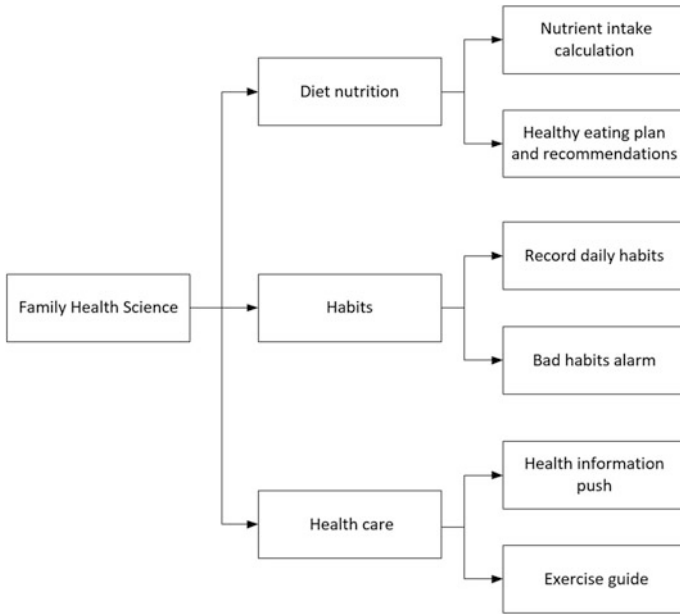 Nutrient intake
calculation
Diet nutrition
Healthy eating plan
and recommendations
Record daily habits
Family Health Science
Habits
Bad habits alarm
Health information
push
Health care
Exercise guide